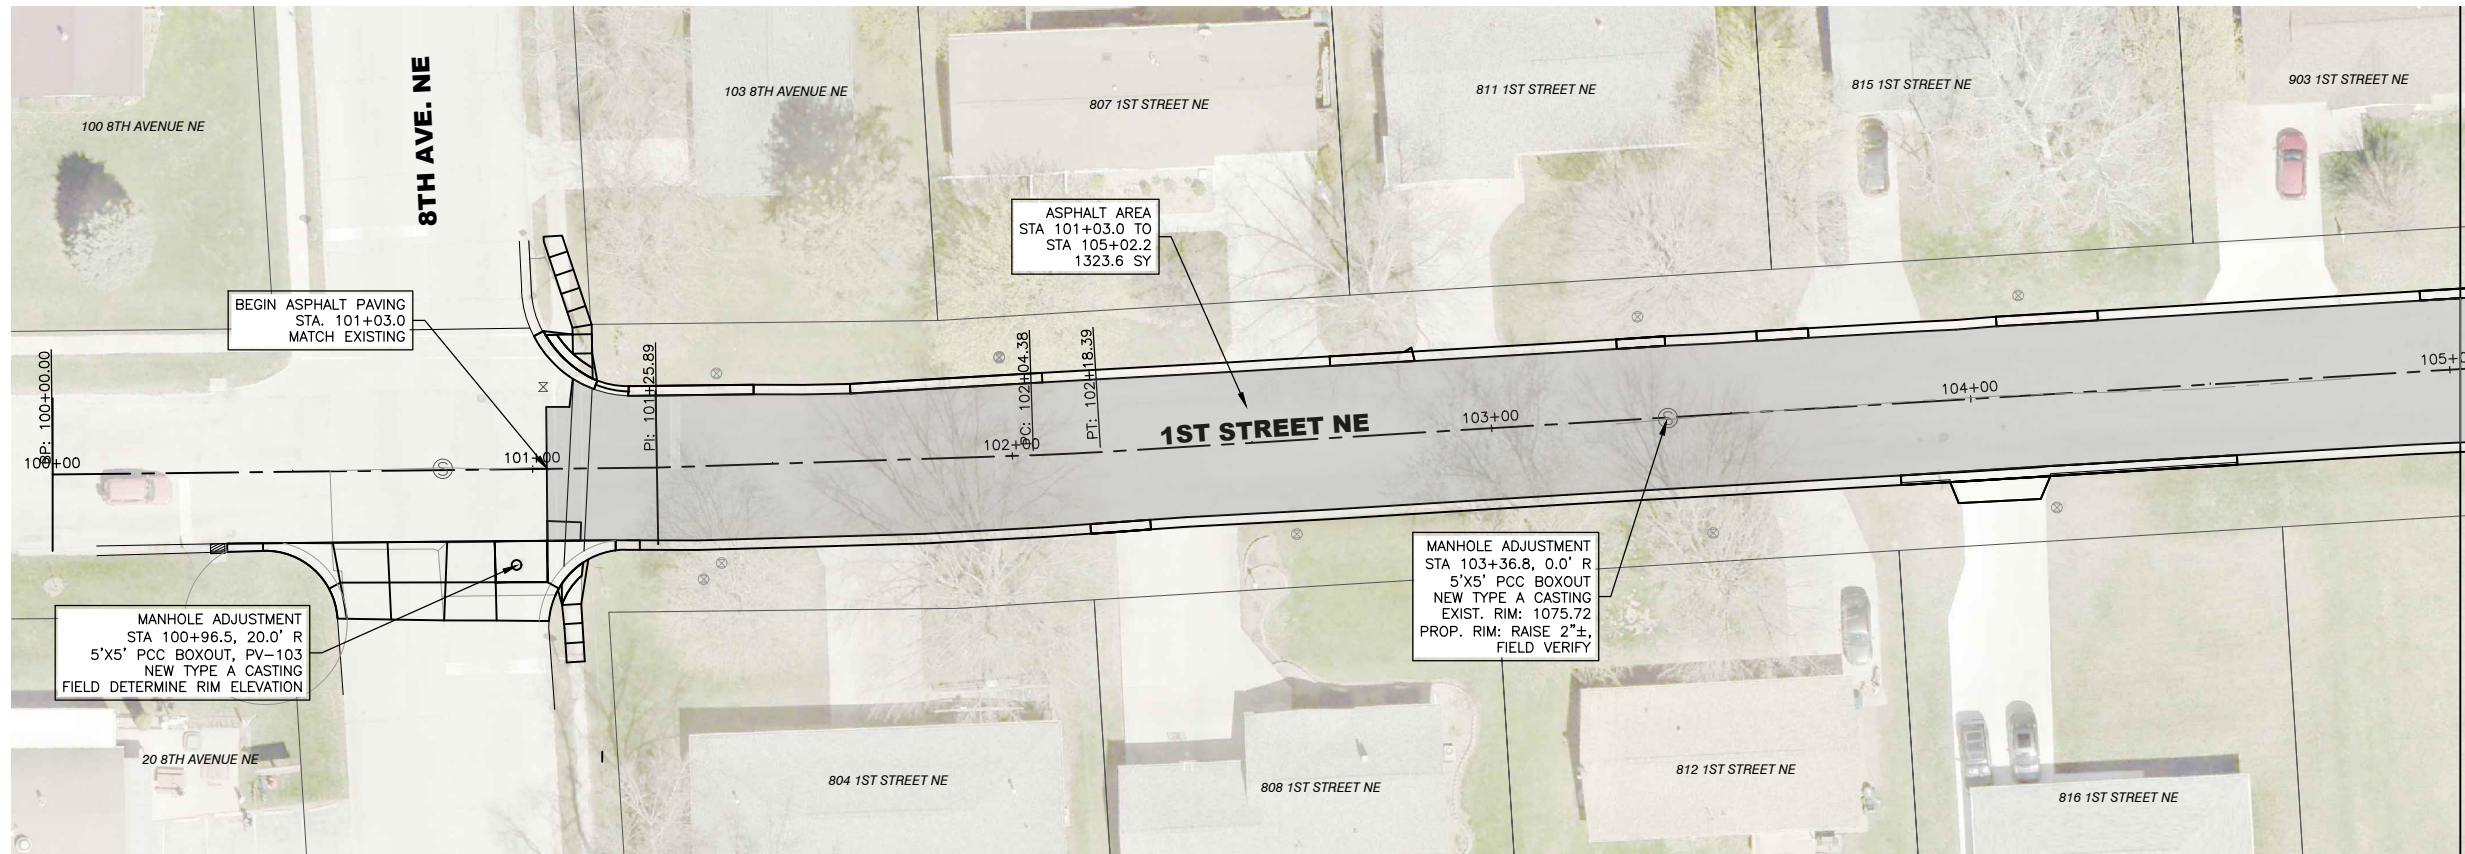 8TH AVE. NE
100 8TH AVENUE NE
103 8TH AVENUE NE
807 1ST STREET NE
811 1ST STREET NE
815 1ST STREET NE
903 1ST STREET NE
ASPHALT AREA
STA 101+03.0 TO
STA 105+02.2
1323.6 SY
BEGIN ASPHALT PAVING
STA. 101+03.0
MATCH EXISTING
BP: 100+00.00
PI: 101+25.89
PC: 102+04.38
PT: 102+18.39
100+00
101+00
102+00
1ST STREET NE
103+00
104+00
105+0
S
S
MANHOLE ADJUSTMENT
STA 103+36.8, 0.0' R
5'X5' PCC BOXOUT
NEW TYPE A CASTING
EXIST. RIM: 1075.72
PROP. RIM: RAISE 2"±,
FIELD VERIFY
MANHOLE ADJUSTMENT
STA 100+96.5, 20.0' R
5'X5' PCC BOXOUT, PV-103
NEW TYPE A CASTING
FIELD DETERMINE RIM ELEVATION
20 8TH AVENUE NE
804 1ST STREET NE
808 1ST STREET NE
812 1ST STREET NE
816 1ST STREET NE